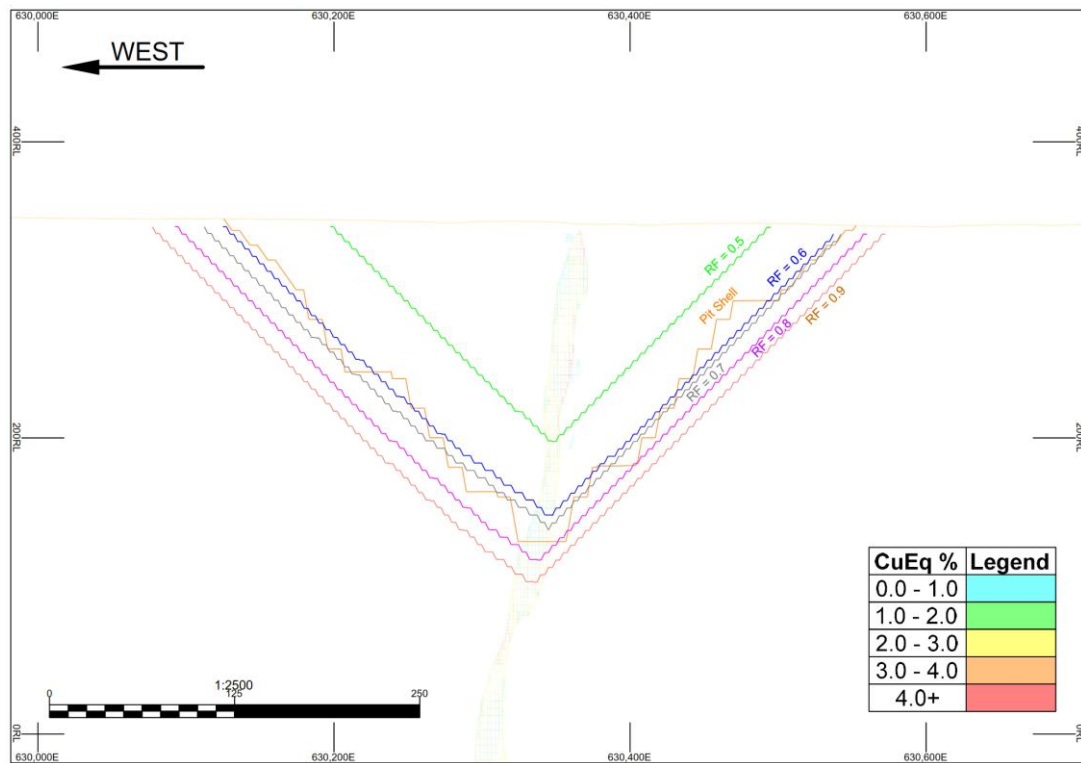 630,000E
630,200E
630,400E
630,600E
WEST
400RL
400RL
RF = 0.5
RF = 0.6
Pit Shell
RF = 0.9
RF = 0.8
RF = 0.7
200RL
200RL
CuEq % Legend
0.0 - 1.0
1.0 - 2.0
2.0 - 3.0
3.0 - 4.0
4.0+
1:2500
0 125 250
0RL
0RL
630,000E
630,200E
630,400E
630,600E